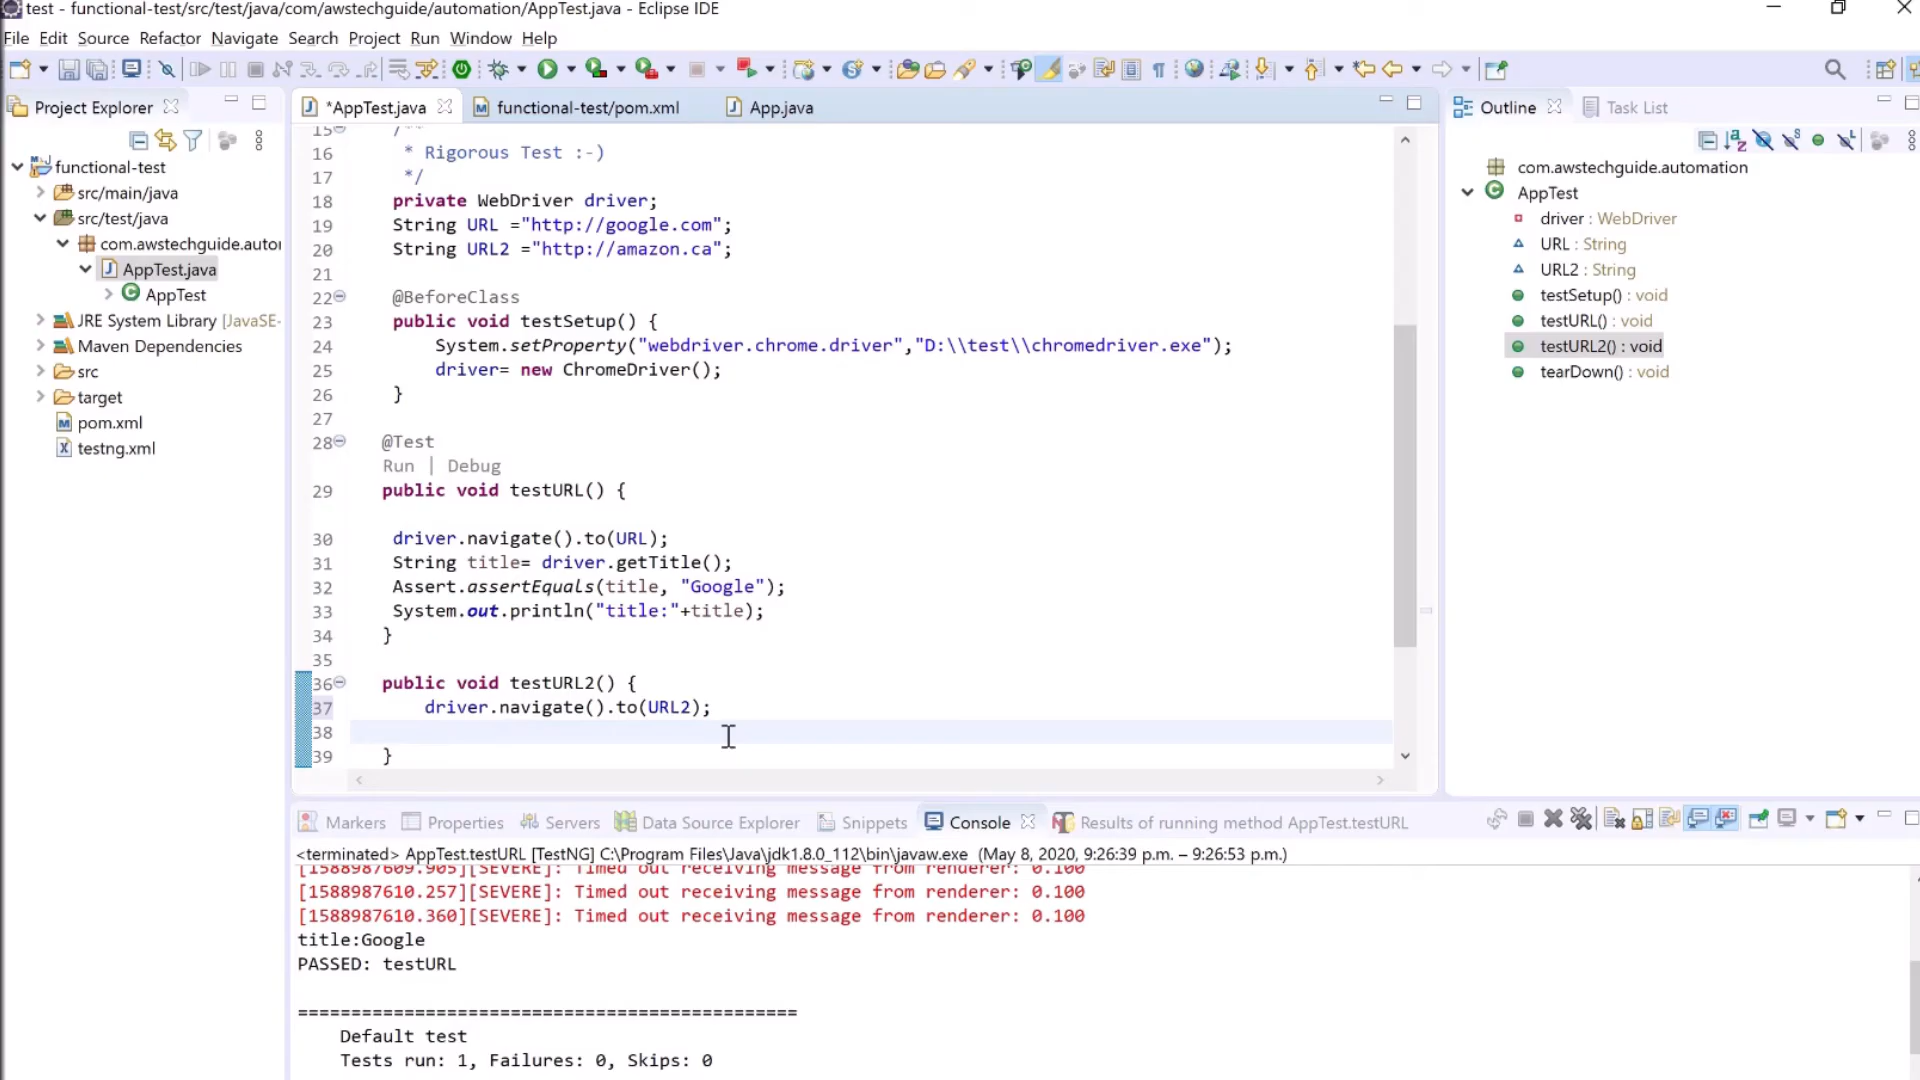 test - functional-test/src/test/java/com/awstechguide/automation/AppTest.java - Eclipse IDE
File Edit Source Refactor Navigate Search Project Run Window Help
Project Explorer
functional-test
src/main/java
src/test/java
com.awstechguide.autor
AppTest.java
AppTest
JRE System Library [JavaSE-
Maven Dependencies
src
target
pom.xml
testng.xml
*AppTest.java functional-test/pom.xml App.java
15 /**
16 * Rigorous Test :-)
17 */
18 private WebDriver driver;
19 String URL ="http://google.com";
20 String URL2 ="http://amazon.ca";
21
22 @BeforeClass
23 public void testSetup() {
24 System.setProperty("webdriver.chrome.driver","D:\\test\\chromedriver.exe");
25 driver= new ChromeDriver();
26 }
27
28 @Test
Run | Debug
29 public void testURL() {
30 driver.navigate().to(URL);
31 String title= driver.getTitle();
32 Assert.assertEquals(title, "Google");
33 System.out.println("title:"+title);
34 }
35
36 public void testURL2() {
37 driver.navigate().to(URL2);
38
39 }
Outline Task List
com.awstechguide.automation
AppTest
driver : WebDriver
URL : String
URL2 : String
testSetup() : void
testURL() : void
testURL2() : void
tearDown() : void
Markers Properties Servers Data Source Explorer Snippets Console Results of running method AppTest.testURL
<terminated> AppTest.testURL [TestNG] C:\Program Files\Java\jdk1.8.0_112\bin\javaw.exe (May 8, 2020, 9:26:39 p.m. – 9:26:53 p.m.)
[1588987609.905][SEVERE]: Timed out receiving message from renderer: 0.100
[1588987610.257][SEVERE]: Timed out receiving message from renderer: 0.100
[1588987610.360][SEVERE]: Timed out receiving message from renderer: 0.100
title:Google
PASSED: testURL
===============================================
Default test
Tests run: 1, Failures: 0, Skips: 0